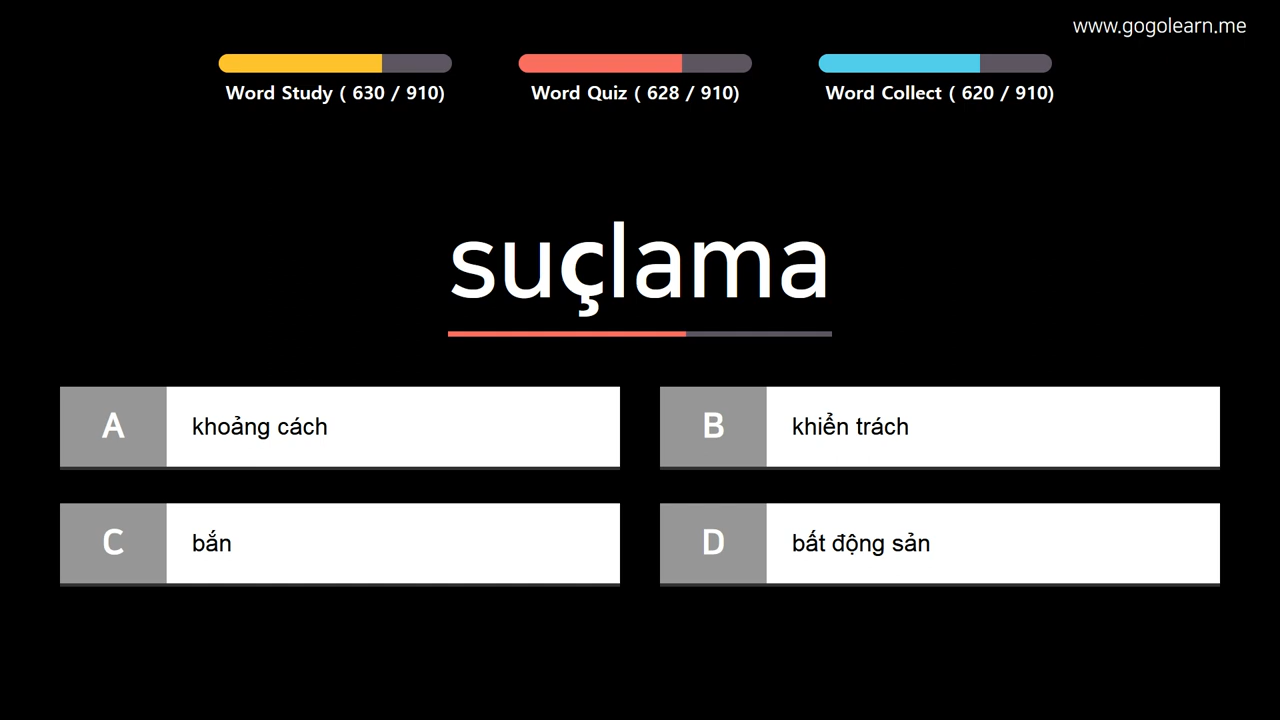 www.gogolearn.me
Word Study ( 630 / 910)
Word Quiz ( 628 / 910)
Word Collect ( 620 / 910)
suçlama
A khoảng cách
B khiển trách
C bắn
D bất động sản